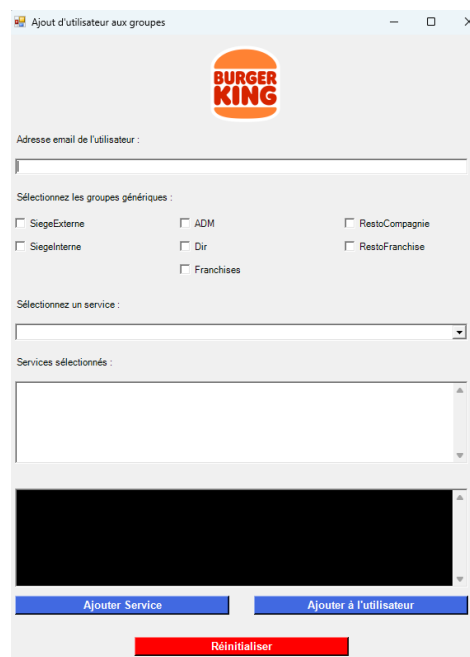 Ajout d'utilisateur aux groupes
BURGER
KING
Adresse email de l'utilisateur :
Sélectionnez les groupes génériques :
SiegeExterne ADM RestoCompagnie
SiegeInterne Dir RestoFranchise
Franchises
Sélectionnez un service :
Services sélectionnés :
Ajouter Service Ajouter à l'utilisateur
Réinitialiser